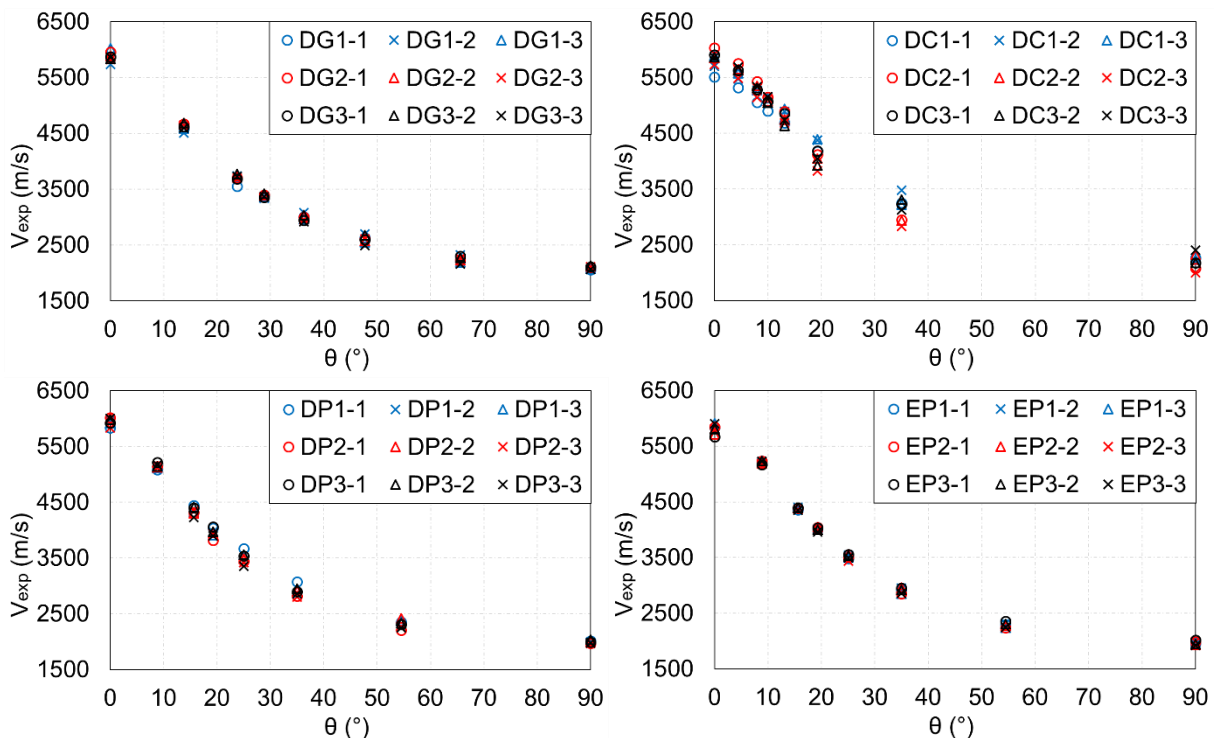 6500
5500
4500
3500
2500
1500
V_exp (m/s)
DG1-1 DG1-2 DG1-3
DG2-1 DG2-2 DG2-3
DG3-1 DG3-2 DG3-3
0 10 20 30 40 50 60 70 80 90
θ (°)
6500
5500
4500
3500
2500
1500
V_exp (m/s)
DC1-1 DC1-2 DC1-3
DC2-1 DC2-2 DC2-3
DC3-1 DC3-2 DC3-3
0 10 20 30 40 50 60 70 80 90
θ (°)
6500
5500
4500
3500
2500
1500
V_exp (m/s)
DP1-1 DP1-2 DP1-3
DP2-1 DP2-2 DP2-3
DP3-1 DP3-2 DP3-3
0 10 20 30 40 50 60 70 80 90
θ (°)
6500
5500
4500
3500
2500
1500
V_exp (m/s)
EP1-1 EP1-2 EP1-3
EP2-1 EP2-2 EP2-3
EP3-1 EP3-2 EP3-3
0 10 20 30 40 50 60 70 80 90
θ (°)